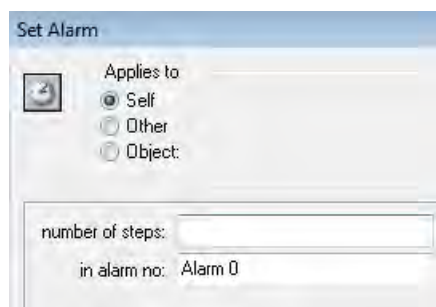 Set Alarm
Applies to
Self
Other
Object:
number of steps:
in alarm no: Alarm 0